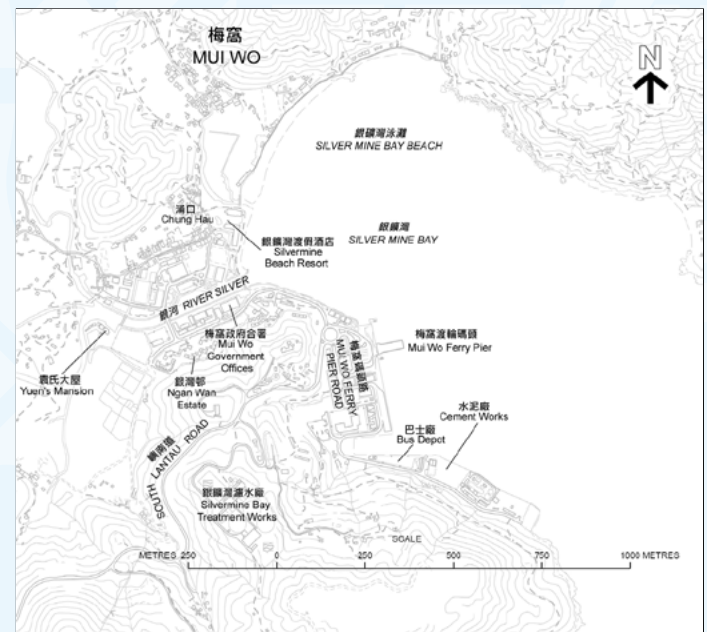 梅窩
MUI WO
N
銀礦灣泳灘
SILVER MINE BAY BEACH
涌口
Chung Hau
銀鑛灣
SILVER MINE BAY
銀鑛灣渡假酒店
Silvermine
Beach Resort
銀河 RIVER SILVER
梅窩政府合署
Mui Wo
Government
Offices
梅窩碼頭路
MUI WO FERRY
PIER ROAD
梅窩渡輪碼頭
Mui Wo Ferry Pier
袁氏大屋
Yuen's Mansion
銀灣邨
Ngan Wan
Estate
水泥廠
Cement Works
巴士廠
Bus Depot
嶼南道
SOUTH LANTAU ROAD
銀鑛灣濾水廠
Silvermine Bay
Treatment Works
SCALE
METRES 250 0 250 500 750 1000 METRES